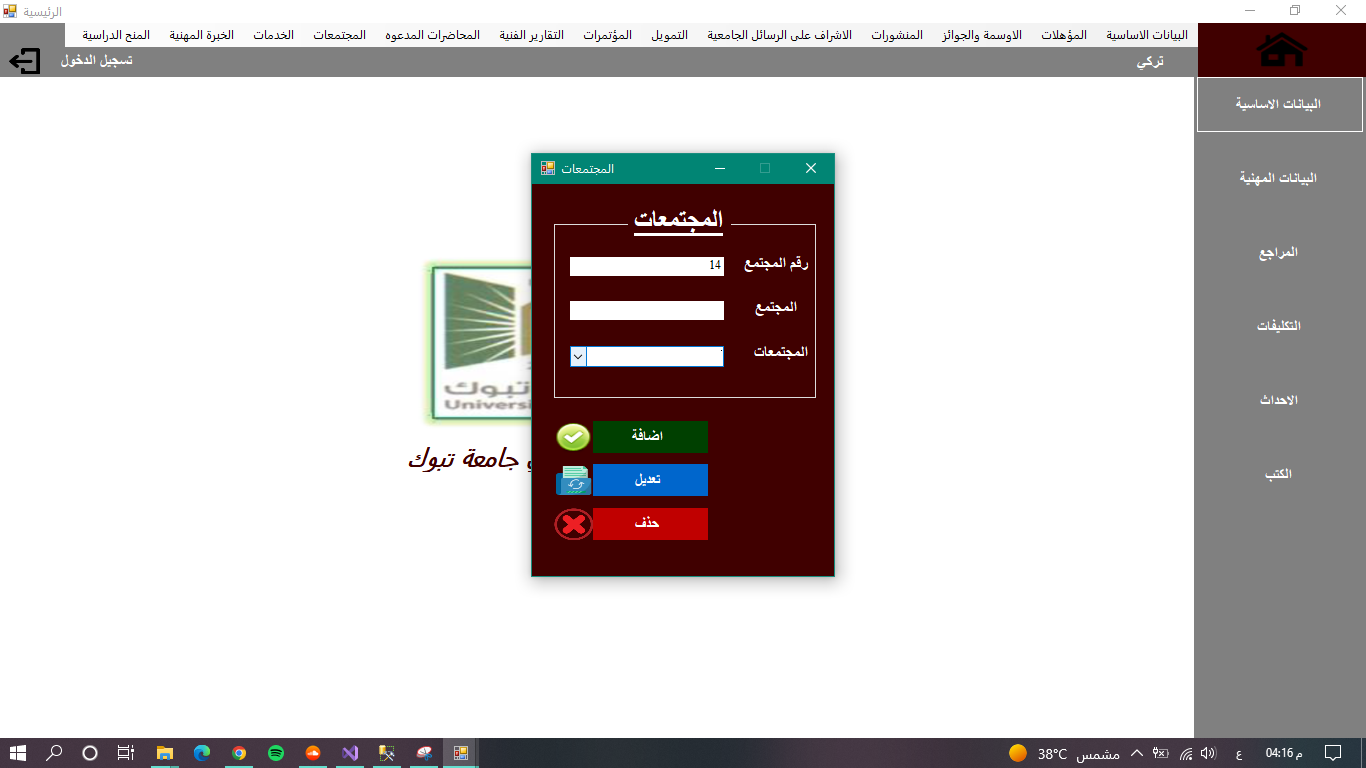 الرئيسية
البيانات الاساسية المؤهلات الاوسمة والجوائز المنشورات الاشراف على الرسائل الجامعية التمويل المؤتمرات التقارير الفنية المحاضرات المدعوه المجتمعات الخدمات الخبرة المهنية المنح الدراسية
تركي تسجيل الدخول
البيانات الاساسية
البيانات المهنية
المراجع
التكليفات
الاحداث
الكتب
المجتمعات
المجتمعات
رقم المجتمع 14
المجتمع
المجتمعات
اضافة
تعديل
حذف
تبوك
جامعة تبوك
38°C مشمس
ع
04:16 م